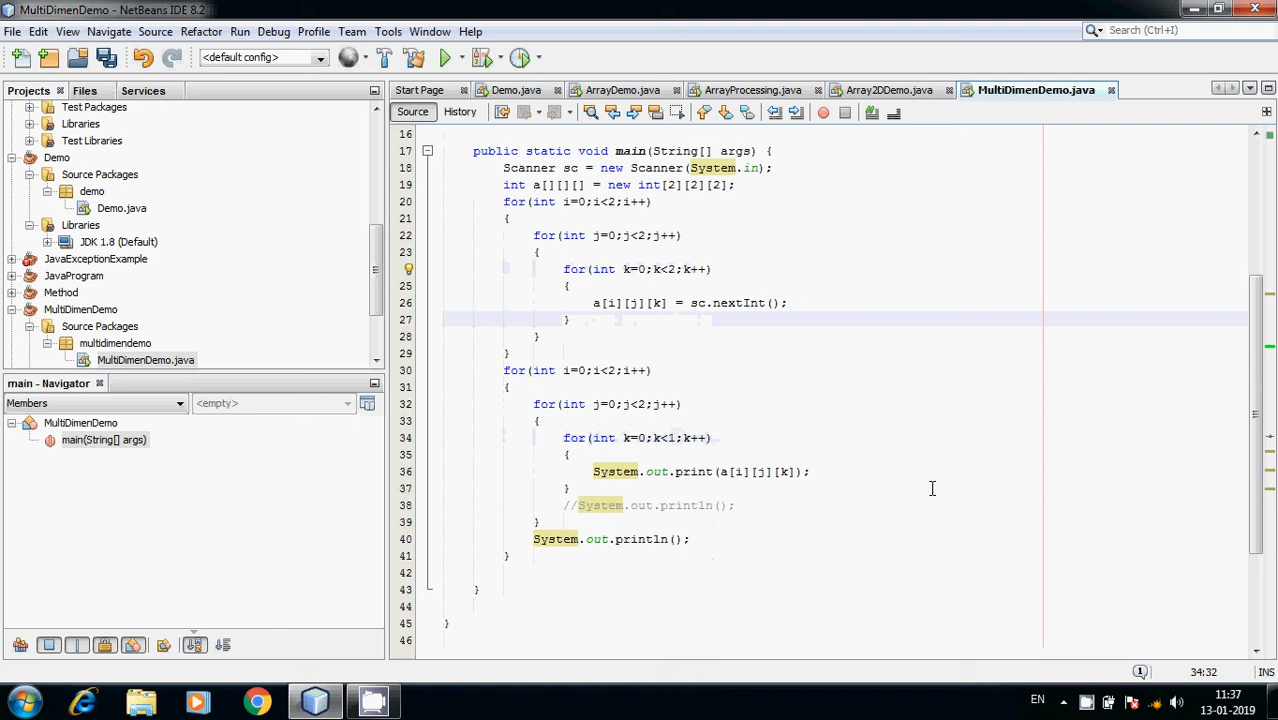 MultiDimenDemo - NetBeans IDE 8.2
File Edit View Navigate Source Refactor Run Debug Profile Team Tools Window Help
Search (Ctrl+I)
<default config>
Projects Files Services
Start Page Demo.java ArrayDemo.java ArrayProcessing.java Array2DDemo.java MultiDimenDemo.java
Source History
Test Packages
Libraries
Test Libraries
Demo
Source Packages
demo
Demo.java
Libraries
JDK 1.8 (Default)
JavaExceptionExample
JavaProgram
Method
MultiDimenDemo
Source Packages
multidimendemo
MultiDimenDemo.java
main - Navigator
Members <empty>
MultiDimenDemo
main(String[] args)
16
17 public static void main(String[] args) {
18 Scanner sc = new Scanner(System.in);
19 int a[][][] = new int[2][2][2];
20 for(int i=0;i<2;i++)
21 {
22 for(int j=0;j<2;j++)
23 {
for(int k=0;k<2;k++)
25 {
26 a[i][j][k] = sc.nextInt();
27 }
28 }
29 }
30 for(int i=0;i<2;i++)
31 {
32 for(int j=0;j<2;j++)
33 {
34 for(int k=0;k<1;k++)
35 {
36 System.out.print(a[i][j][k]);
37 }
38 //System.out.println();
39 }
40 System.out.println();
41 }
42
43 }
44
45 }
46
1 34:32 INS
EN 11:37
13-01-2019